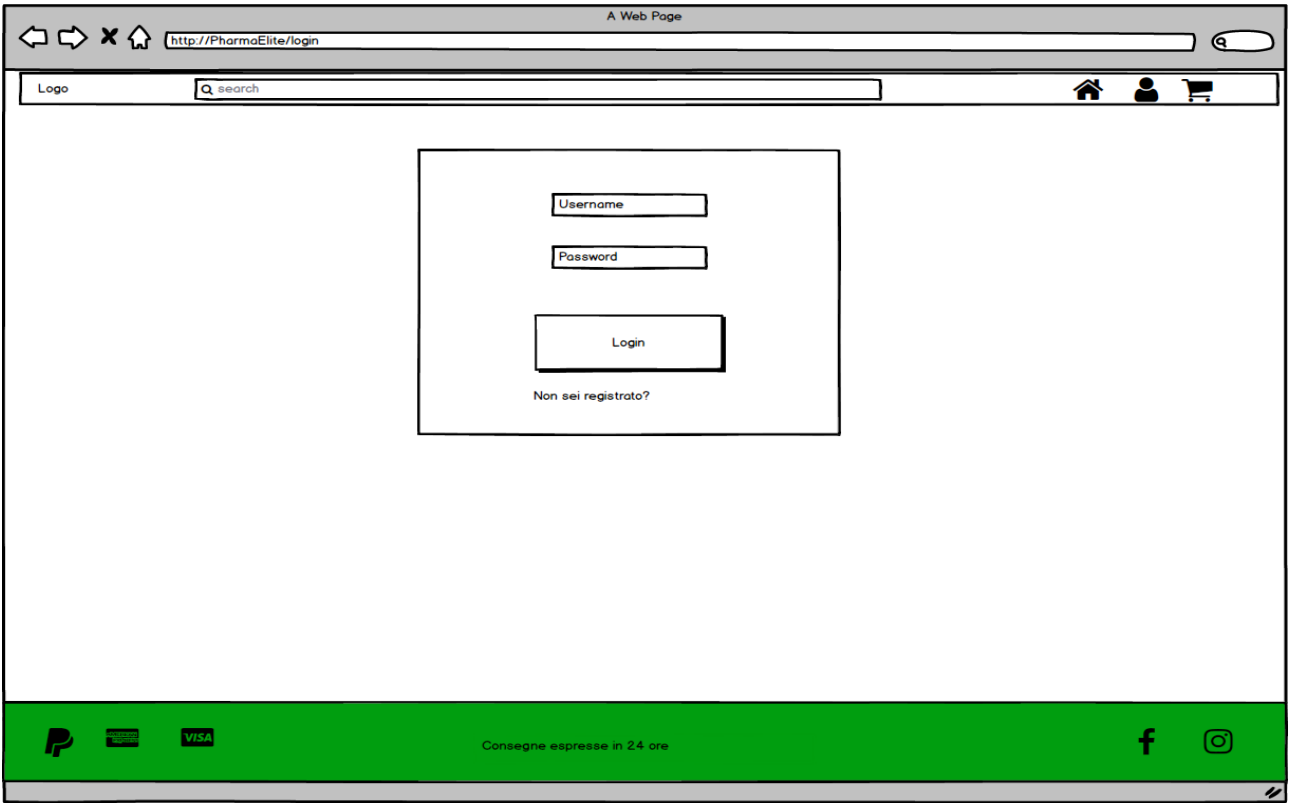 A Web Page
http://PharmaElite/login
Logo
search
Username
Password
Login
Non sei registrato?
VISA
Consegne espresse in 24 ore